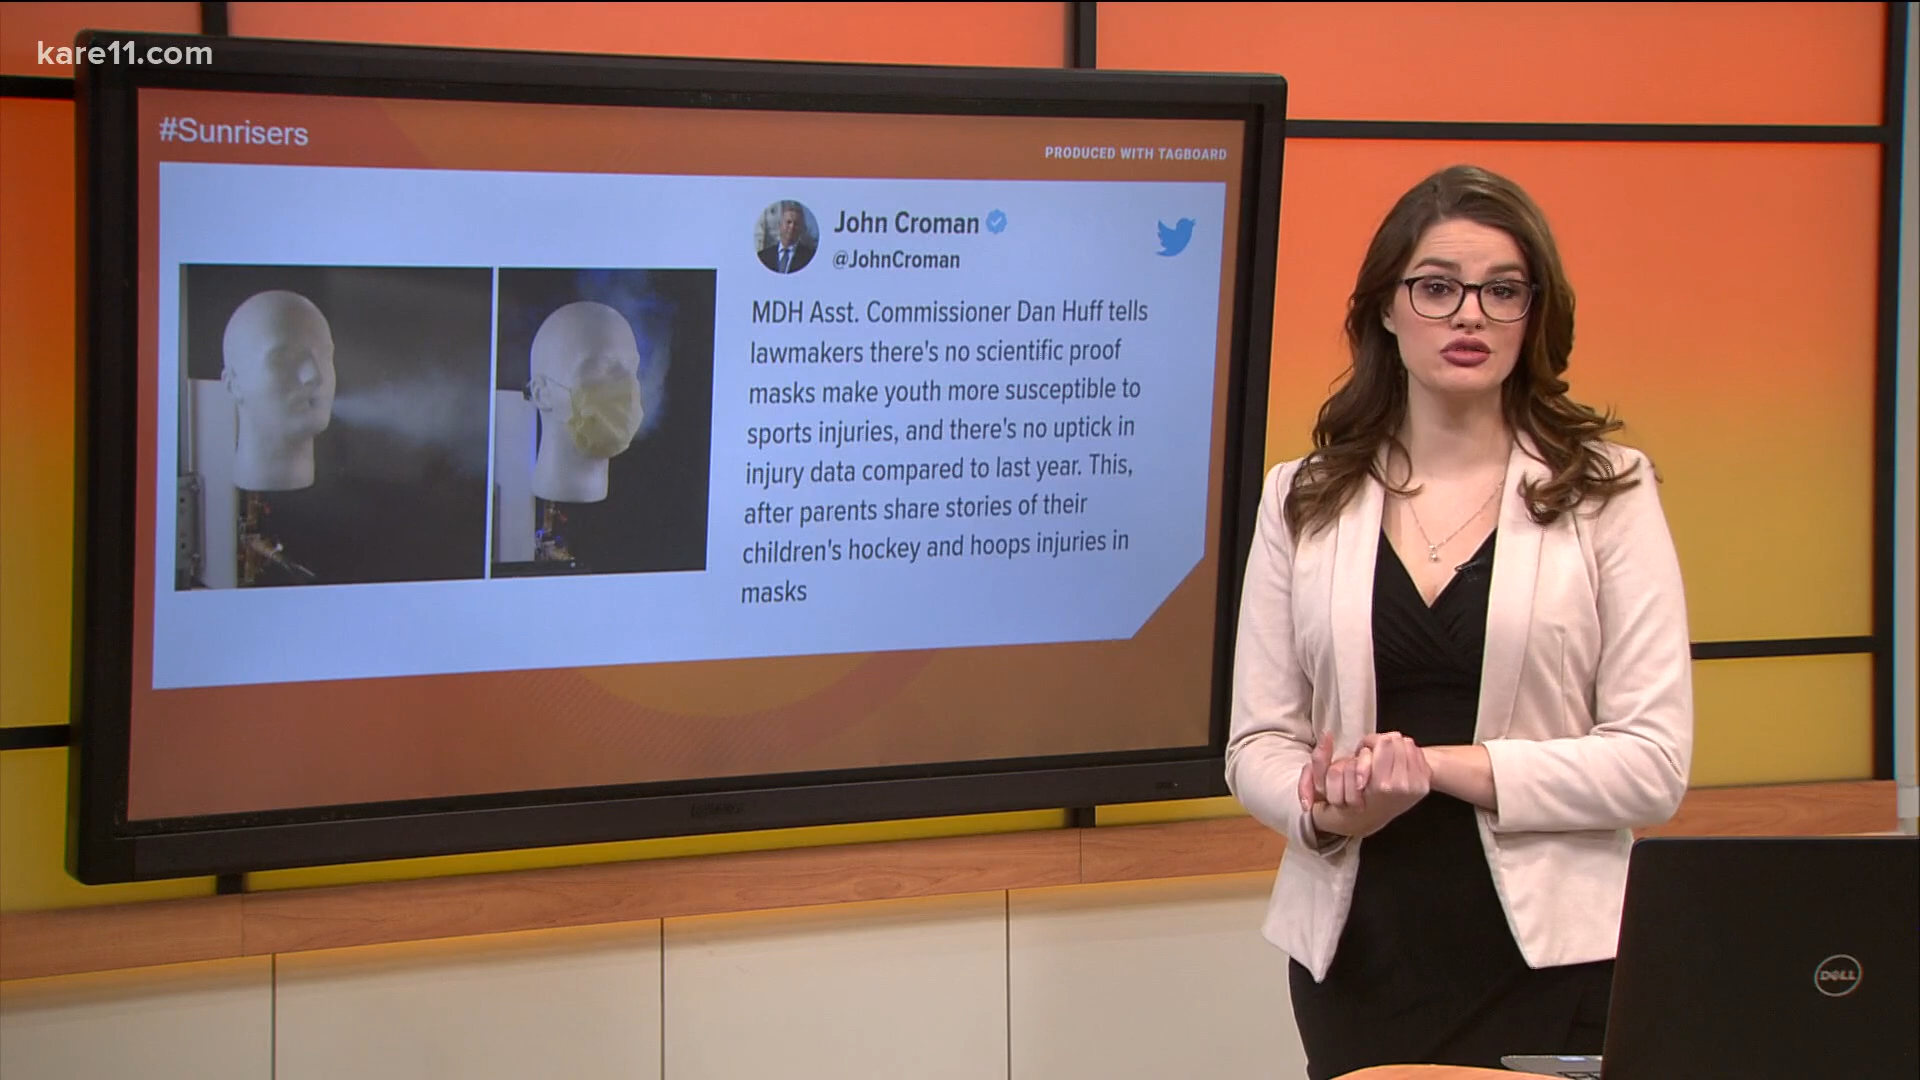 kare11.com
#Sunrisers
PRODUCED WITH TAGBOARD
John Croman
@JohnCroman
MDH Asst. Commissioner Dan Huff tells
lawmakers there's no scientific proof
masks make youth more susceptible to
sports injuries, and there's no uptick in
injury data compared to last year. This,
after parents share stories of their
children's hockey and hoops injuries in
masks
DELL